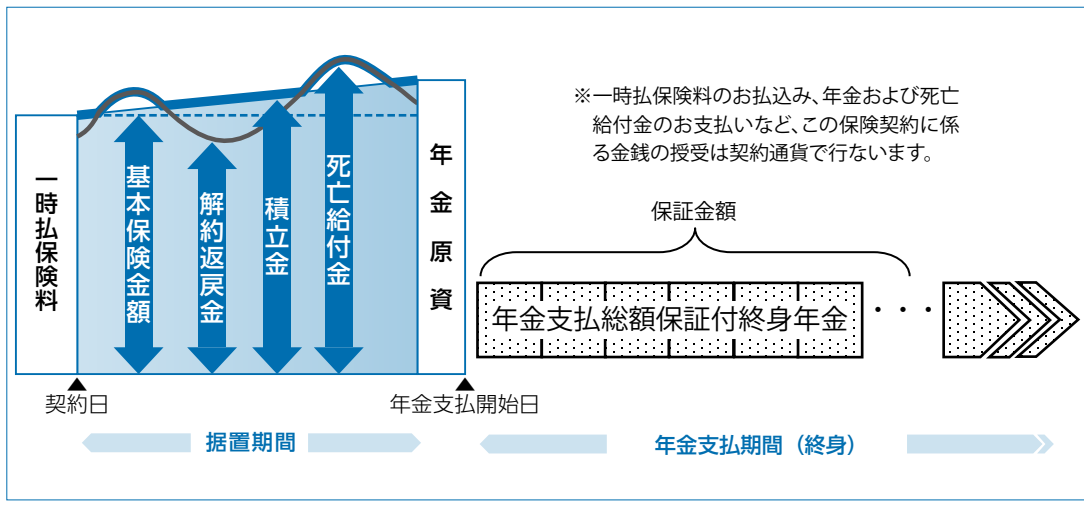 ※一時払保険料のお払込み、年金および死亡
給付金のお支払いなど、この保険契約に係
る金銭の授受は契約通貨で行ないます。
一時払保険料
基本保険金額
解約返戻金
積立金
死亡給付金
年金原資
保証金額
年金支払総額保証付終身年金
・・・
契約日
年金支払開始日
据置期間
年金支払期間（終身）